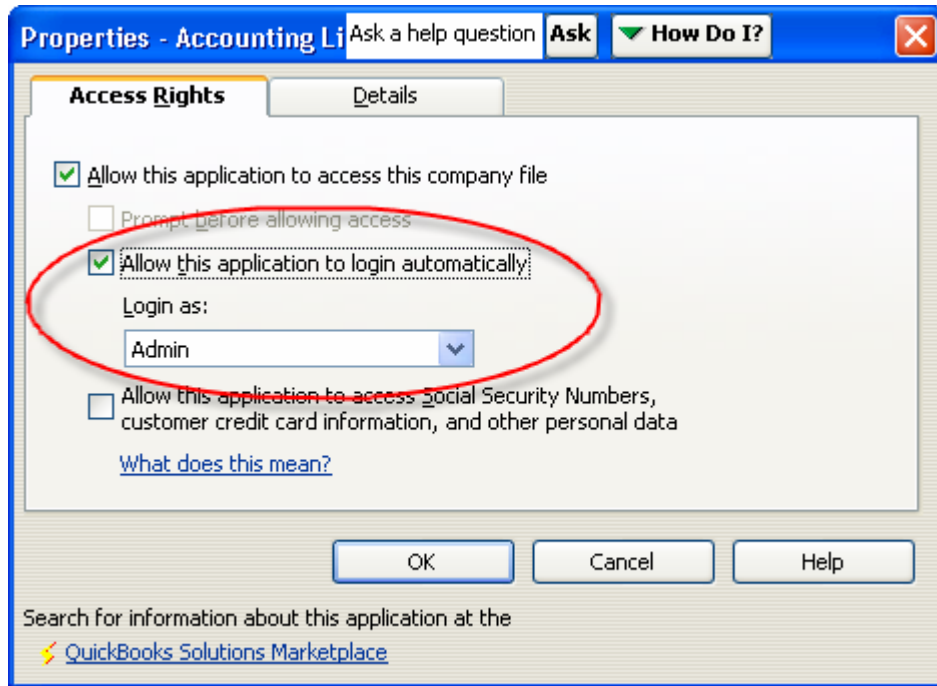 Properties - Accounting Li Ask a help question Ask How Do I?
Access Rights Details
Allow this application to access this company file
Prompt before allowing access
Allow this application to login automatically
Login as:
Admin
Allow this application to access Social Security Numbers,
customer credit card information, and other personal data
What does this mean?
OK Cancel Help
Search for information about this application at the
QuickBooks Solutions Marketplace